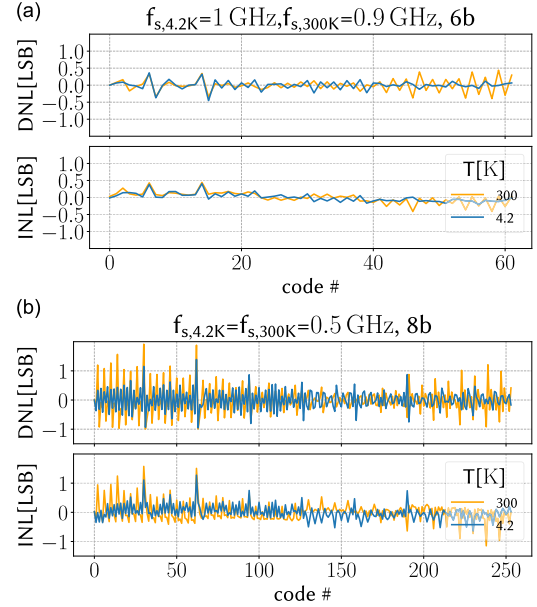 (a)
f_s,4.2K=1 GHz,f_s,300K=0.9 GHz, 6b
DNL[LSB]
1.0
0.5
0.0
−0.5
−1.0
INL[LSB]
1.0
0.5
0.0
−0.5
−1.0
T[K]
300
4.2
0 20 40 60
code #
(b)
f_s,4.2K=f_s,300K=0.5 GHz, 8b
DNL[LSB]
1
0
−1
INL[LSB]
1
0
−1
T[K]
300
4.2
0 50 100 150 200 250
code #